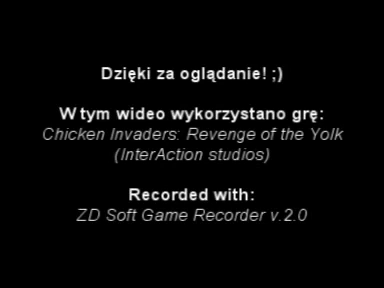 Dzięki za oglądanie! ;)
W tym wideo wykorzystano grę:
Chicken Invaders: Revenge of the Yolk
(InterAction studios)
Recorded with:
ZD Soft Game Recorder v.2.0